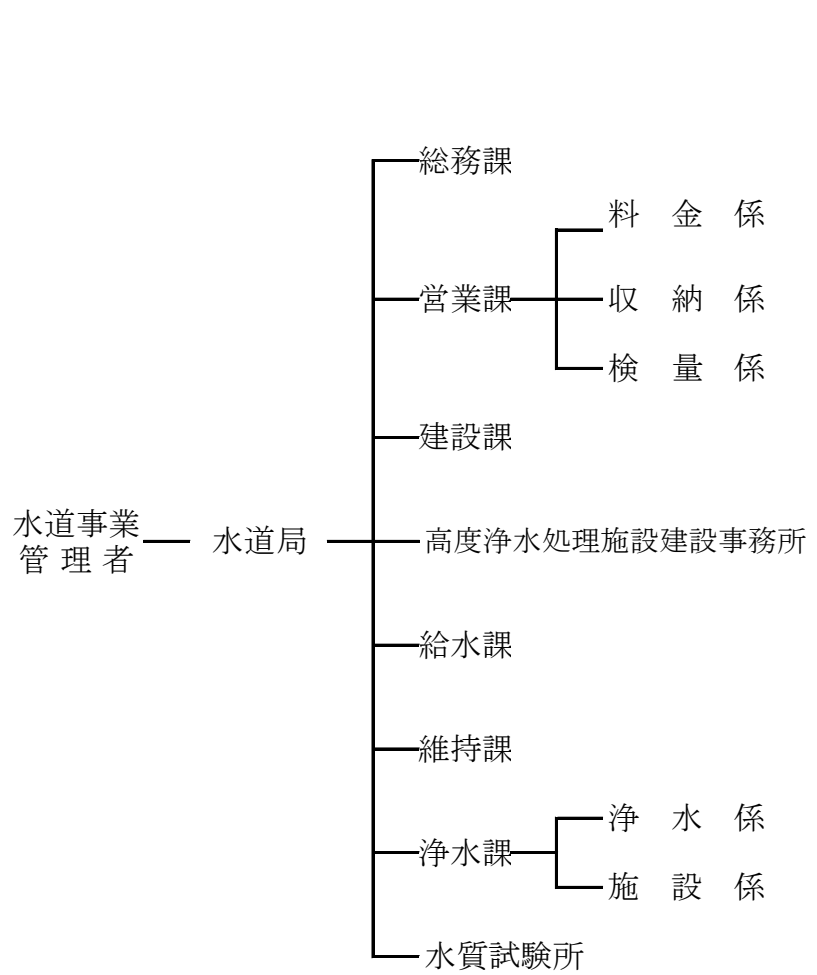 総務課
料金係
営業課
収納係
検量係
建設課
水道事業
管理者
水道局
高度浄水処理施設建設事務所
給水課
維持課
浄水係
浄水課
施設係
水質試験所